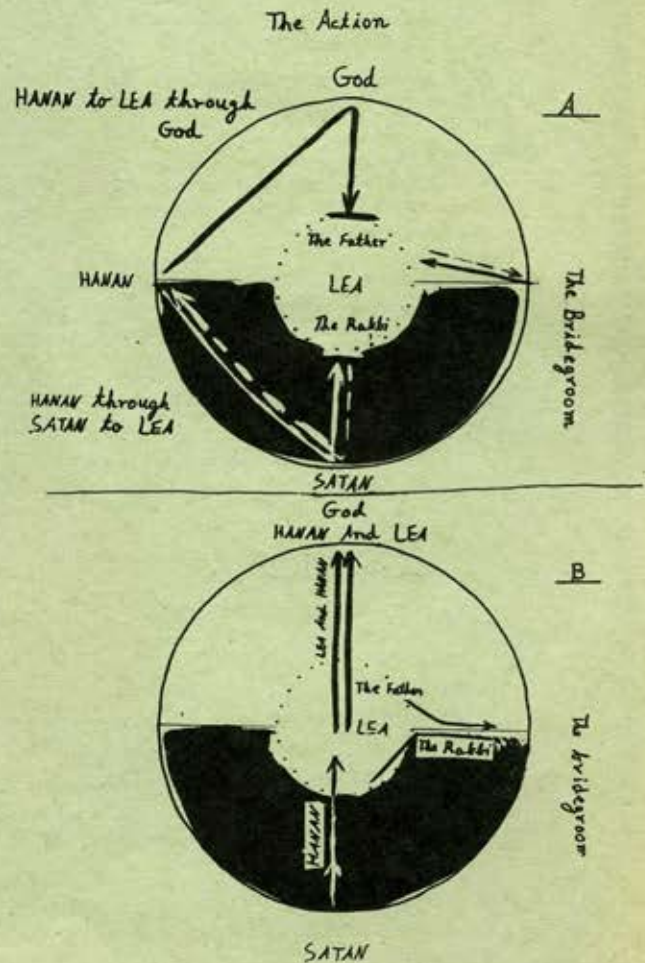 The Action
God
HANAN to LEA through
God
A
The Father
HANAN
LEA
The Rabbi
The Bridegroom
HANAN through
SATAN to LEA
SATAN
God
HANAN And LEA
B
LEA And HANAN
The Father
LEA
The Rabbi
The bridegroom
HANAN
SATAN